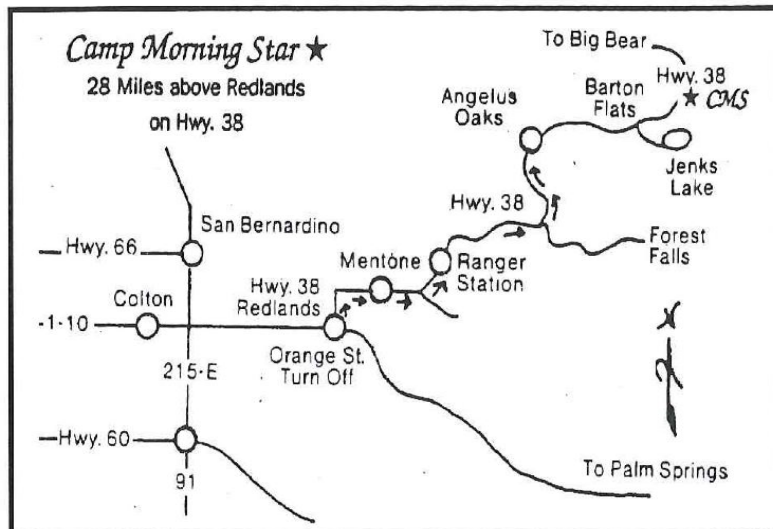 Camp Morning Star ★
28 Miles above Redlands
on Hwy. 38
To Big Bear
Hwy. 38
★ CMS
Barton
Flats
Angelus
Oaks
Jenks
Lake
Hwy. 38
Forest
Falls
San Bernardino
Hwy. 66
Mentone
Ranger
Station
Hwy. 38
Redlands
Colton
-1-10
Orange St.
Turn Off
215-E
Hwy. 60
91
To Palm Springs